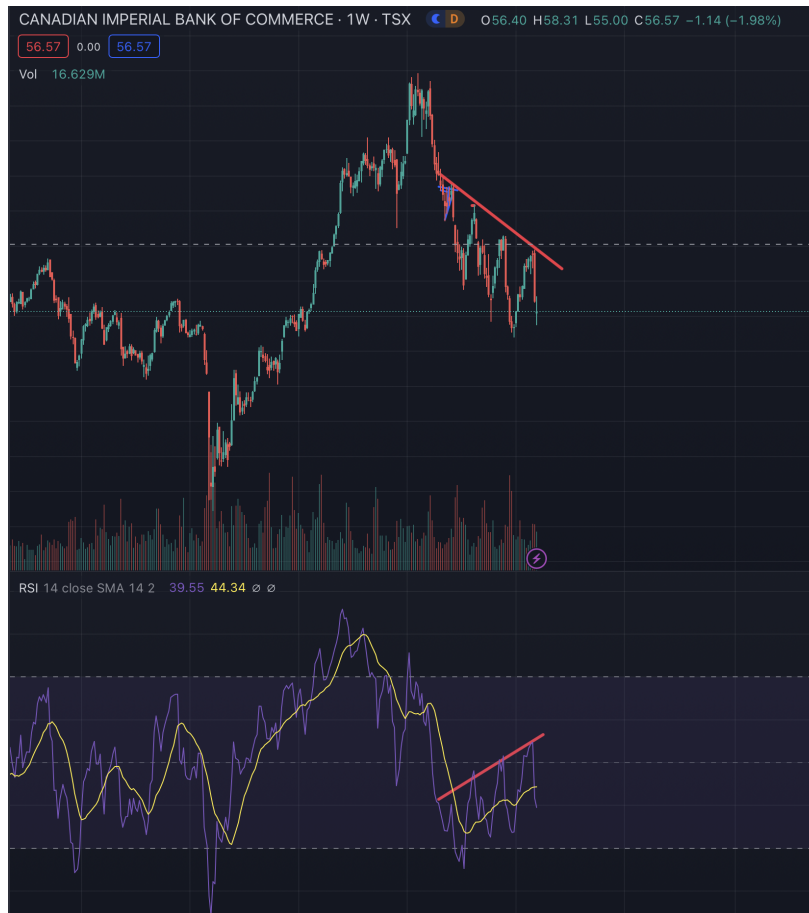 CANADIAN IMPERIAL BANK OF COMMERCE · 1W · TSX D O56.40 H58.31 L55.00 C56.57 −1.14 (−1.98%)
56.57 0.00 56.57
Vol 16.629M
RSI 14 close SMA 14 2 39.55 44.34 ∅ ∅